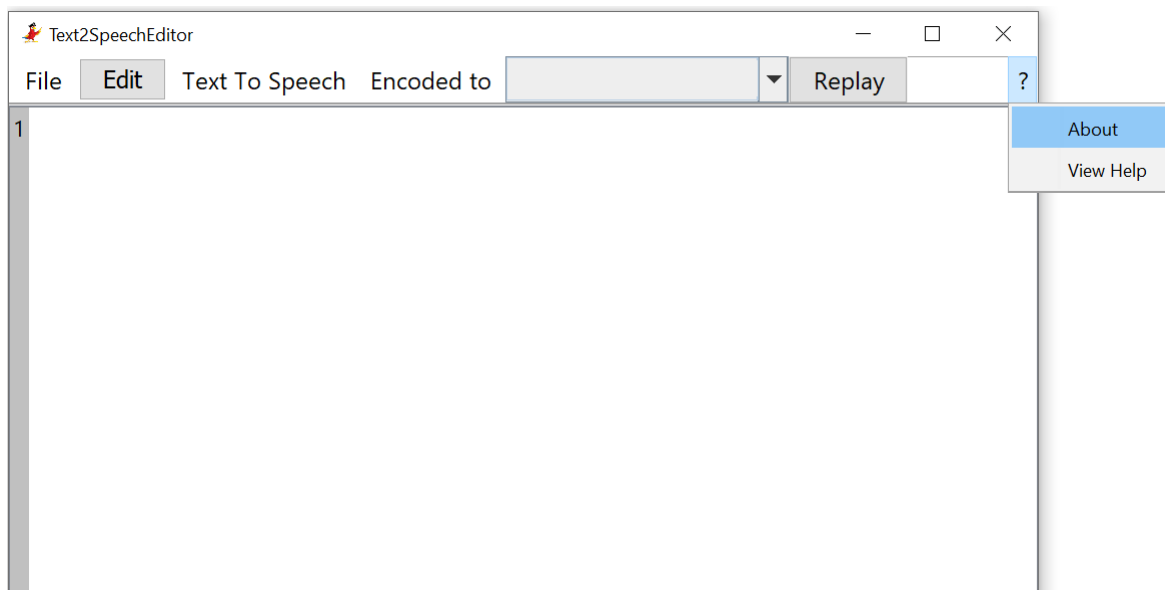 Text2SpeechEditor
File Edit Text To Speech Encoded to Replay ?
1
About
View Help